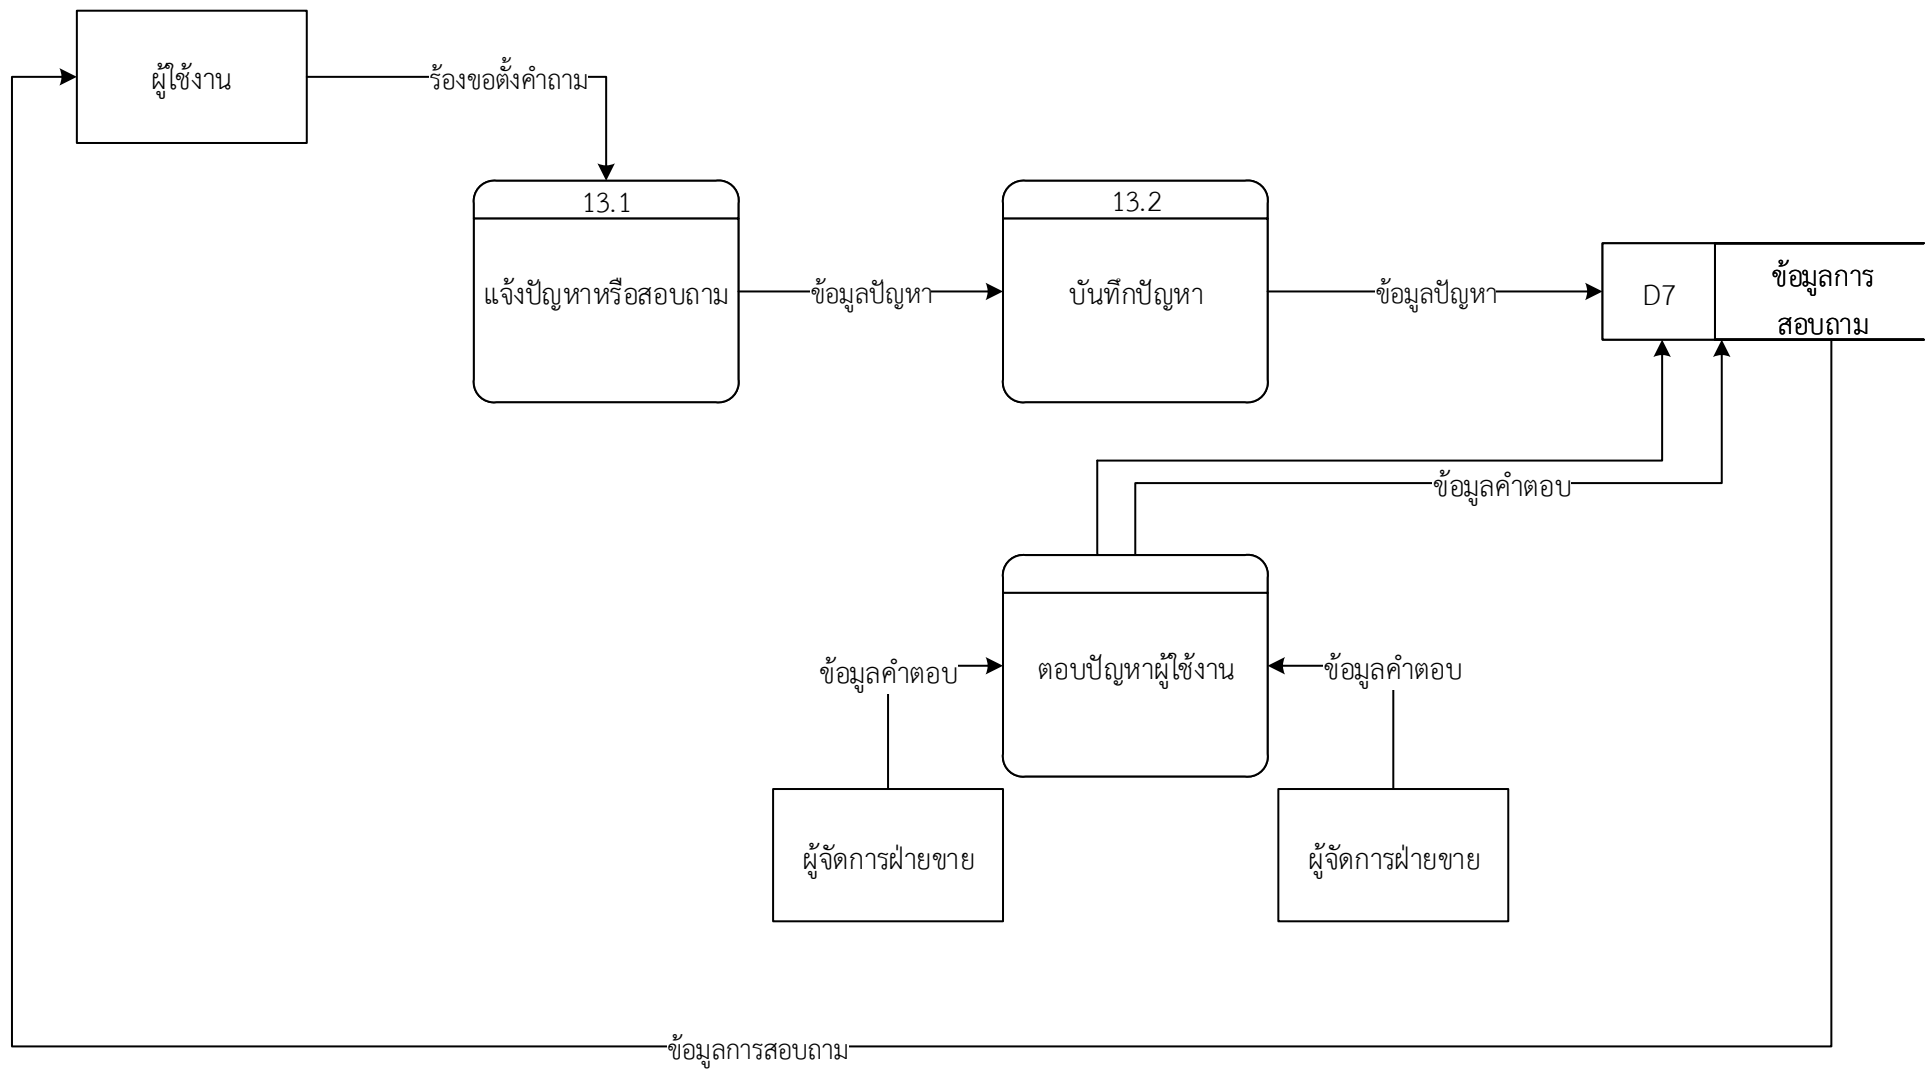 ผู้ใช้งาน
ร้องขอตั้งคำถาม
13.1
แจ้งปัญหาหรือสอบถาม
ข้อมูลปัญหา
13.2
บันทึกปัญหา
ข้อมูลปัญหา
D7
ข้อมูลการ
สอบถาม
ข้อมูลคำตอบ
ข้อมูลคำตอบ
ตอบปัญหาผู้ใช้งาน
ข้อมูลคำตอบ
ผู้จัดการฝ่ายขาย
ผู้จัดการฝ่ายขาย
ข้อมูลการสอบถาม